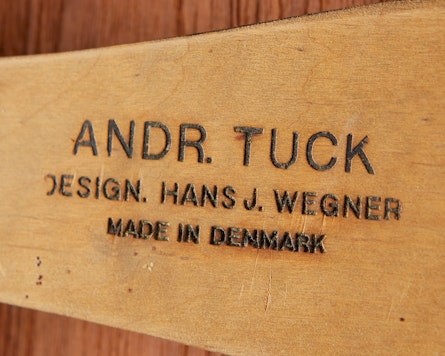 ANDR. TUCK
DESIGN. HANS J. WEGNER
MADE IN DENMARK